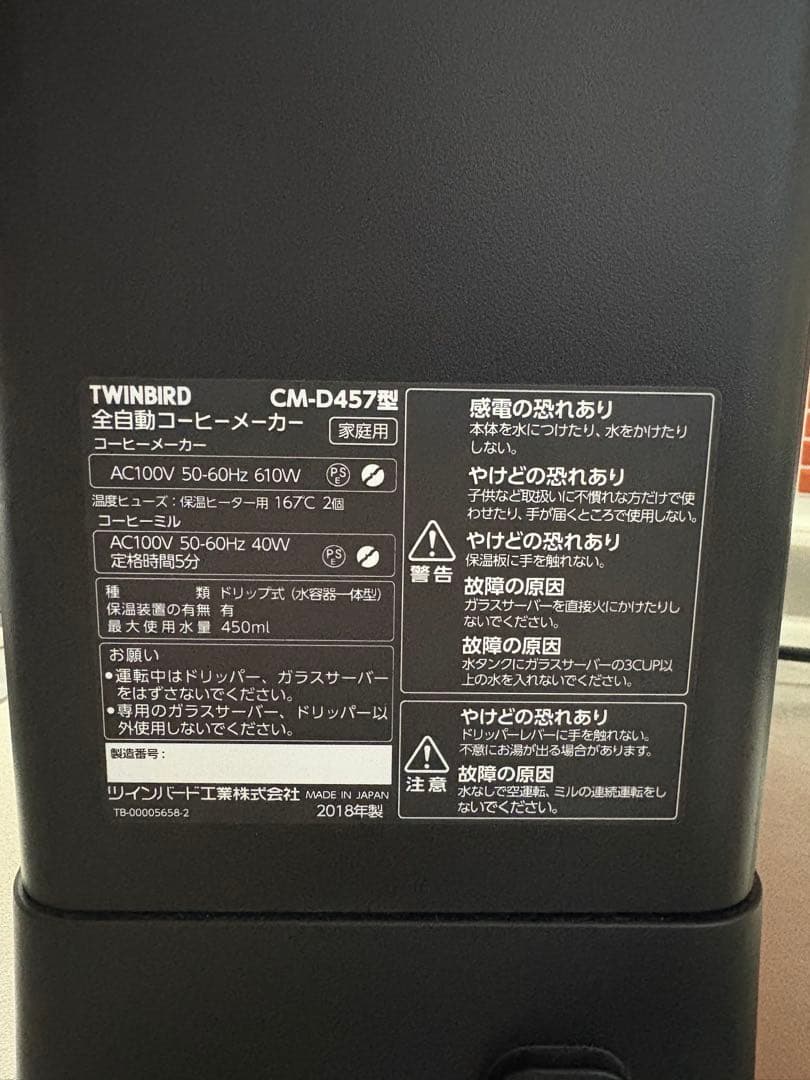 TWINBIRD CM-D457型
全自動コーヒーメーカー 家庭用
コーヒーメーカー
AC100V 50-60Hz 610W PSE
温度ヒューズ：保温ヒーター用 167℃ 2個
コーヒーミル
AC100V 50-60Hz 40W PSE
定格時間5分
種類 ドリップ式（水容器一体型）
保温装置の有無 有
最大使用水量 450ml
お願い
●運転中はドリッパー、ガラスサーバー
をはずさないでください。
●専用のガラスサーバー、ドリッパー以
外使用しないでください。
製造番号：
ツインバード工業株式会社 MADE IN JAPAN
TB-00005658-2 2018年製
警告
感電の恐れあり
本体を水につけたり、水をかけたり
しない。
やけどの恐れあり
子供など取扱いに不慣れな方だけで使
わせたり、手が届くところで使用しない。
やけどの恐れあり
保温板に手を触れない。
故障の原因
ガラスサーバーを直接火にかけたりし
ないでください。
故障の原因
水タンクにガラスサーバーの3CUP以
上の水を入れないでください。
注意
やけどの恐れあり
ドリッパーレバーに手を触れない。
不意にお湯が出る場合があります。
故障の原因
水なしで空運転、ミルの連続運転をし
ないでください。